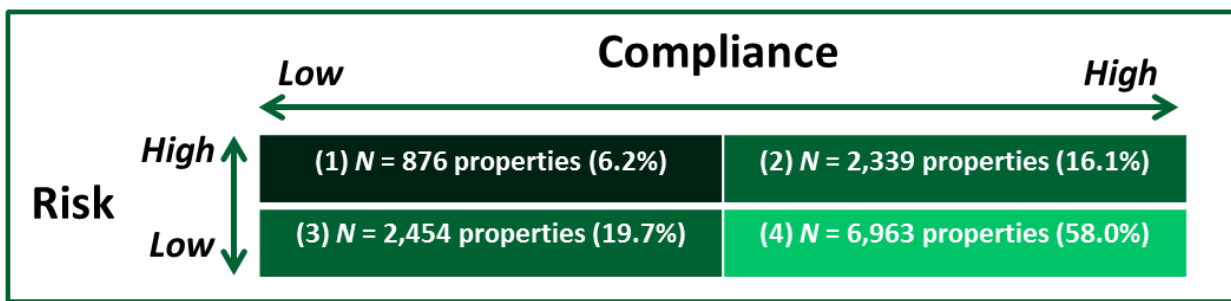 Compliance
Low High
High (1) N = 876 properties (6.2%) (2) N = 2,339 properties (16.1%)
Risk
Low (3) N = 2,454 properties (19.7%) (4) N = 6,963 properties (58.0%)